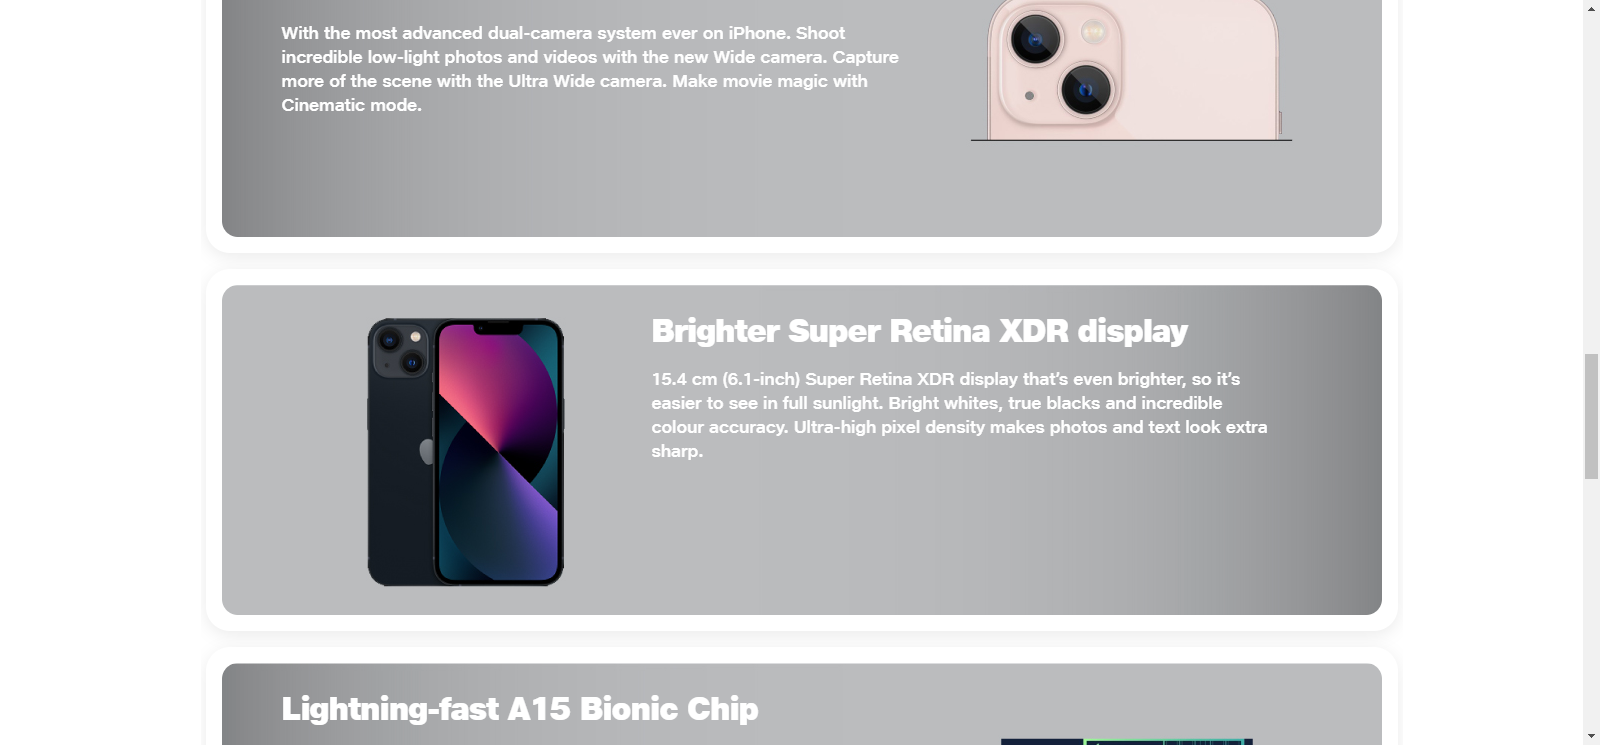 With the most advanced dual-camera system ever on iPhone. Shoot
incredible low-light photos and videos with the new Wide camera. Capture
more of the scene with the Ultra Wide camera. Make movie magic with
Cinematic mode.
Brighter Super Retina XDR display
15.4 cm (6.1-inch) Super Retina XDR display that’s even brighter, so it’s
easier to see in full sunlight. Bright whites, true blacks and incredible
colour accuracy. Ultra-high pixel density makes photos and text look extra
sharp.
Lightning-fast A15 Bionic Chip